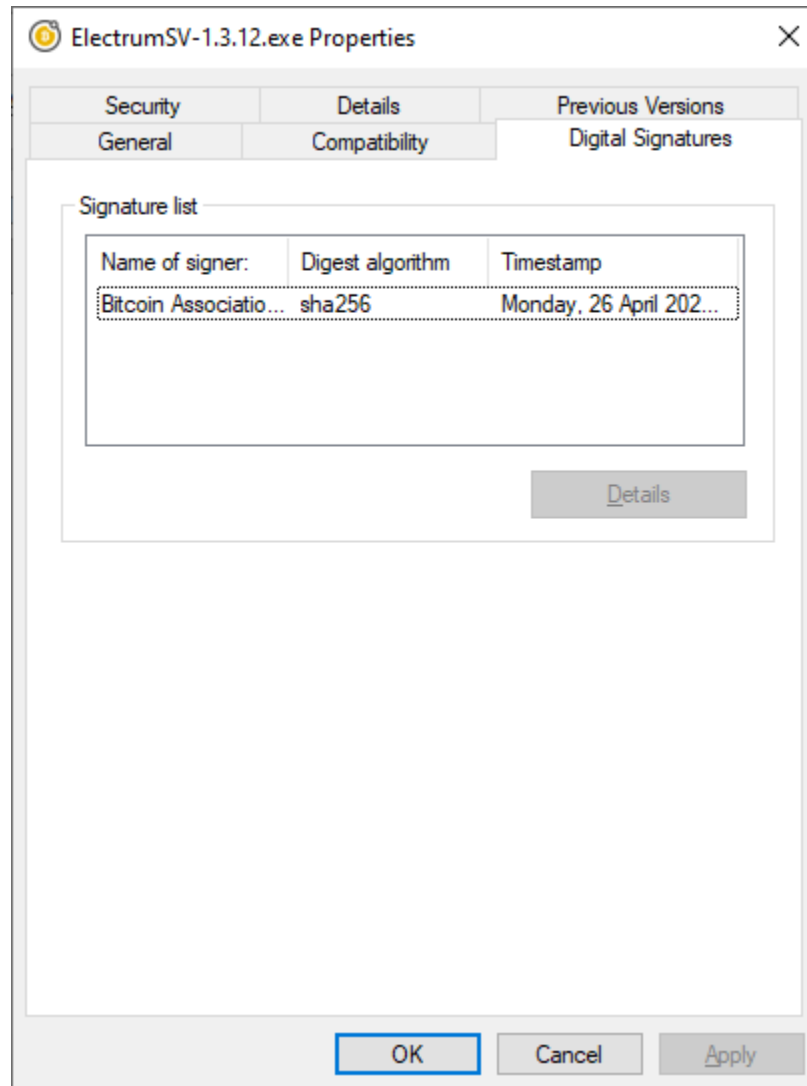 ElectrumSV-1.3.12.exe Properties
Security Details Previous Versions
General Compatibility Digital Signatures
Signature list
Name of signer: Digest algorithm Timestamp
Bitcoin Associatio... sha256 Monday, 26 April 202...
Details
OK Cancel Apply